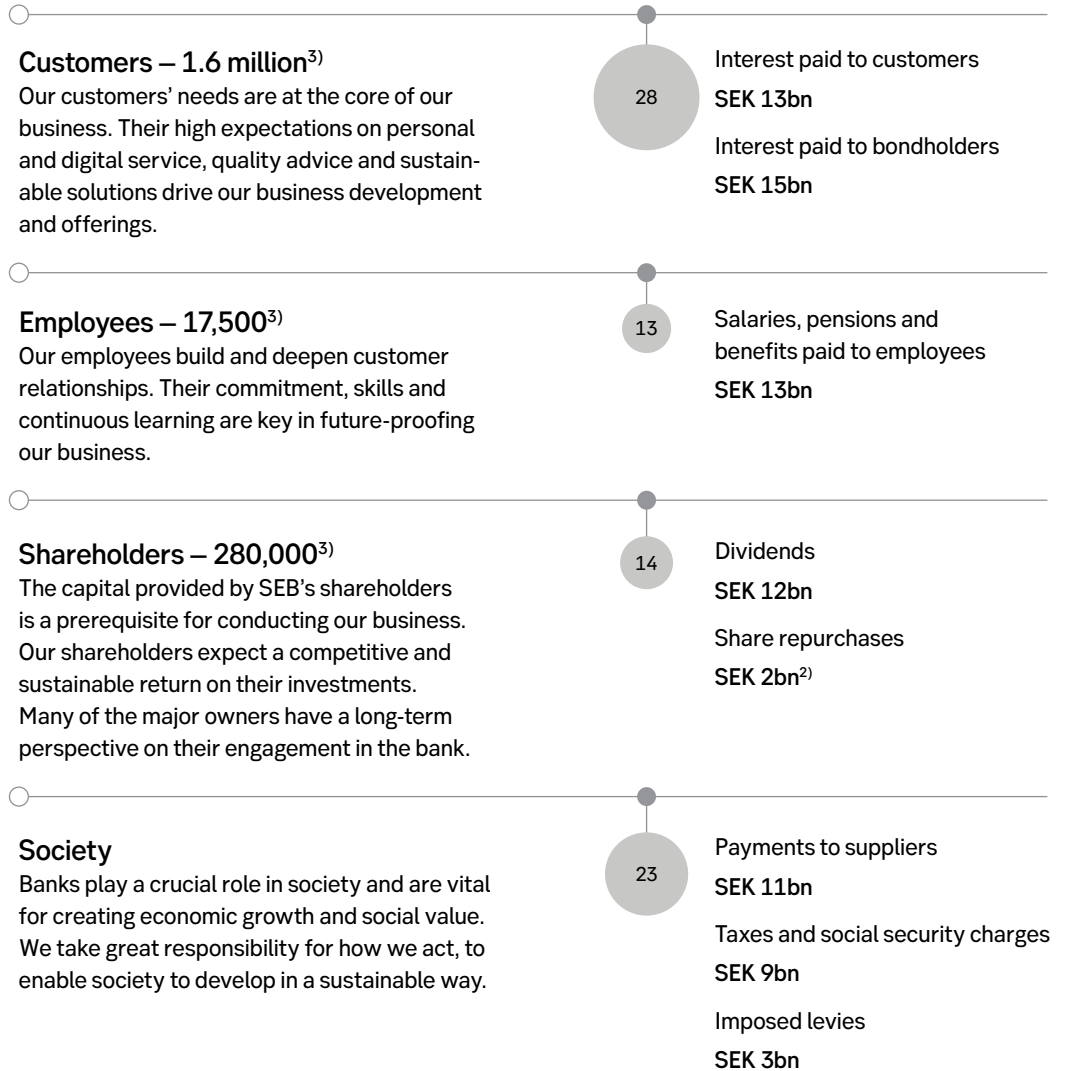 Customers – 1.6 million3)
Our customers’ needs are at the core of our
business. Their high expectations on personal
and digital service, quality advice and sustain-
able solutions drive our business development
and offerings.
28
Interest paid to customers
SEK 13bn
Interest paid to bondholders
SEK 15bn
Employees – 17,5003)
Our employees build and deepen customer
relationships. Their commitment, skills and
continuous learning are key in future-proofing
our business.
13
Salaries, pensions and
benefits paid to employees
SEK 13bn
Shareholders – 280,0003)
The capital provided by SEB’s shareholders
is a prerequisite for conducting our business.
Our shareholders expect a competitive and
sustainable return on their investments.
Many of the major owners have a long-term
perspective on their engagement in the bank.
14
Dividends
SEK 12bn
Share repurchases
SEK 2bn2)
Society
Banks play a crucial role in society and are vital
for creating economic growth and social value.
We take great responsibility for how we act, to
enable society to develop in a sustainable way.
23
Payments to suppliers
SEK 11bn
Taxes and social security charges
SEK 9bn
Imposed levies
SEK 3bn